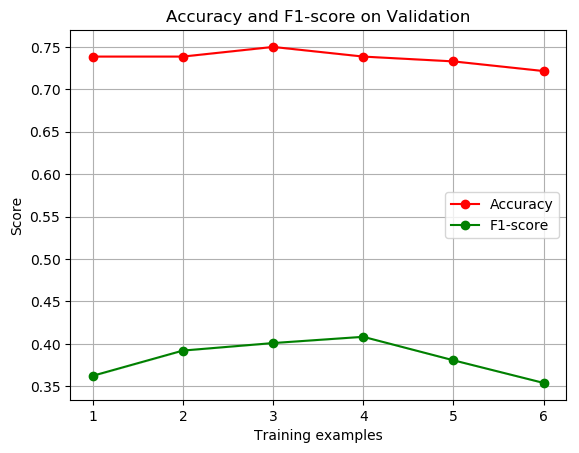 Accuracy and F1-score on Validation
0.75
0.70
0.65
0.60
0.55
0.50
0.45
0.40
0.35
Score
Accuracy
F1-score
1 2 3 4 5 6
Training examples